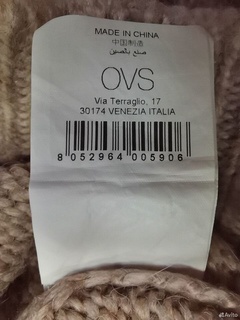 MADE IN CHINA
中国制造
صنع بالصين
OVS
Via Terraglio, 17
30174 VENEZIA ITALIA
8 052964 005906
Avito